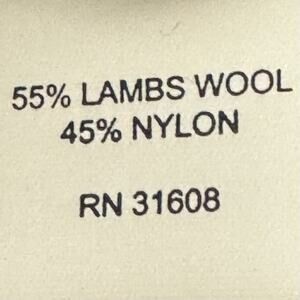 55% LAMBS WOOL
45% NYLON
RN 31608